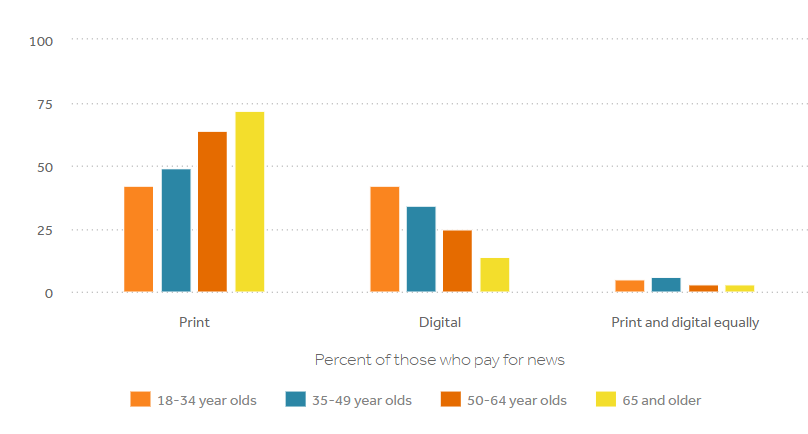 100
75
50
25
0
Print Digital Print and digital equally
Percent of those who pay for news
18-34 year olds 35-49 year olds 50-64 year olds 65 and older